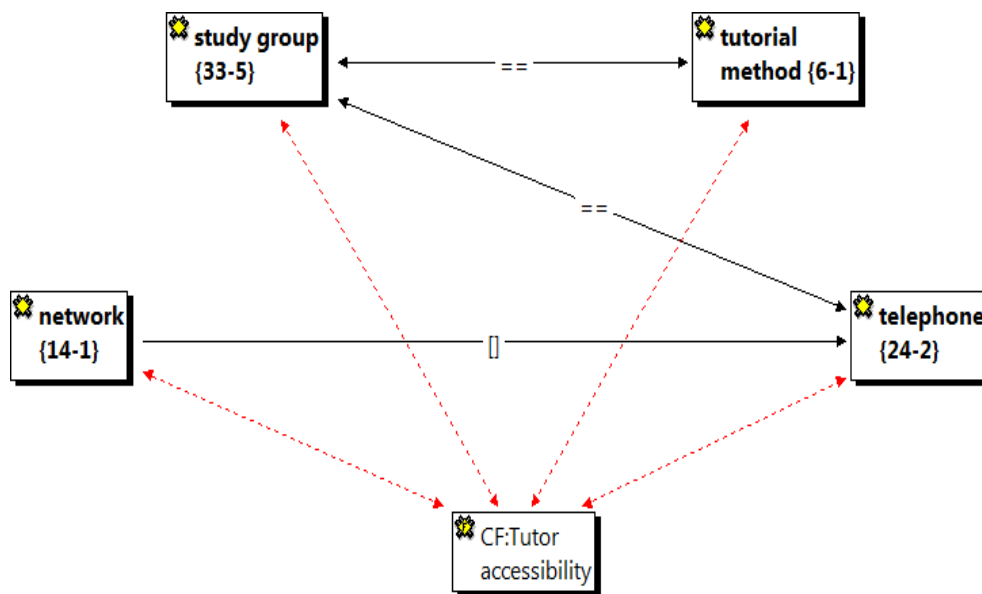 study group
{33-5}
tutorial
method {6-1}
==
==
network
{14-1}
telephone
{24-2}
[]
CF:Tutor
accessibility